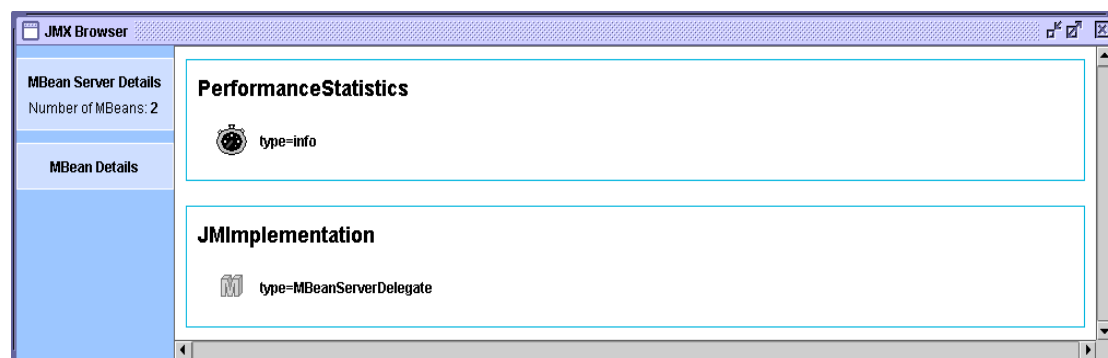 JMX Browser
MBean Server Details
Number of MBeans: 2
MBean Details
PerformanceStatistics
type=info
JMImplementation
type=MBeanServerDelegate